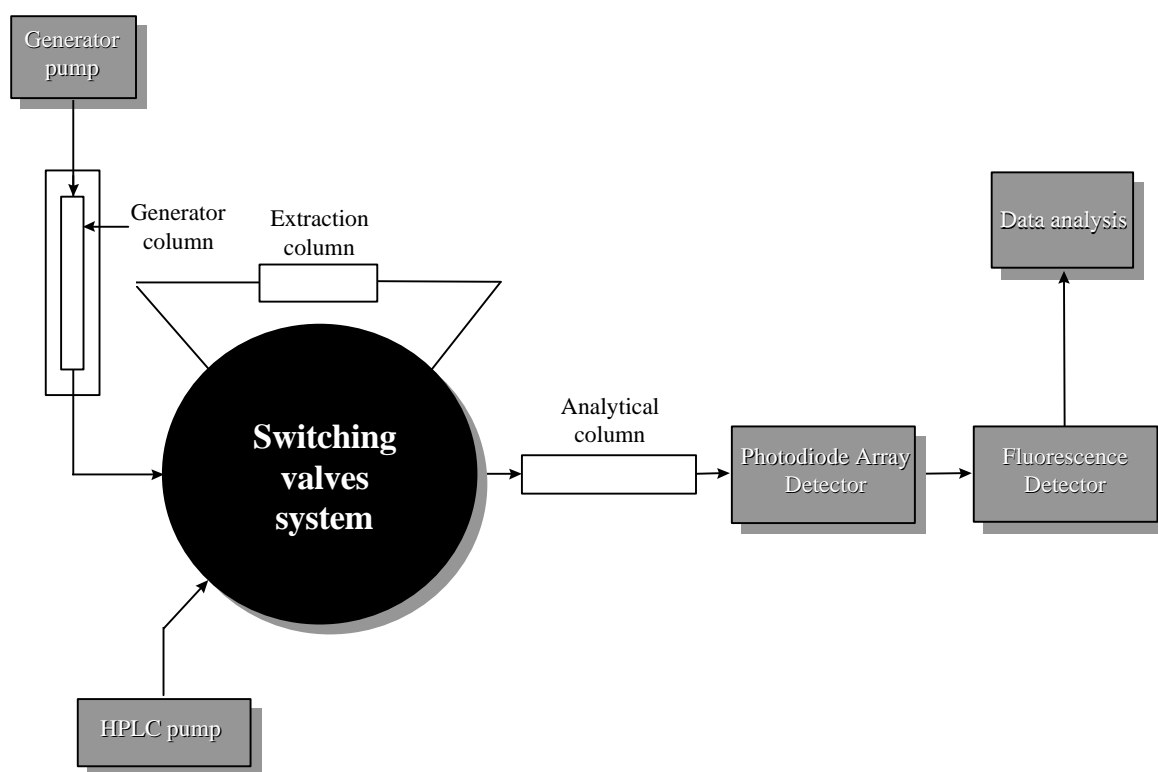 Generator
pump
Generator
column
Extraction
column
Data analysis
Switching
valves
system
Analytical
column
Photodiode Array
Detector
Fluorescence
Detector
HPLC pump